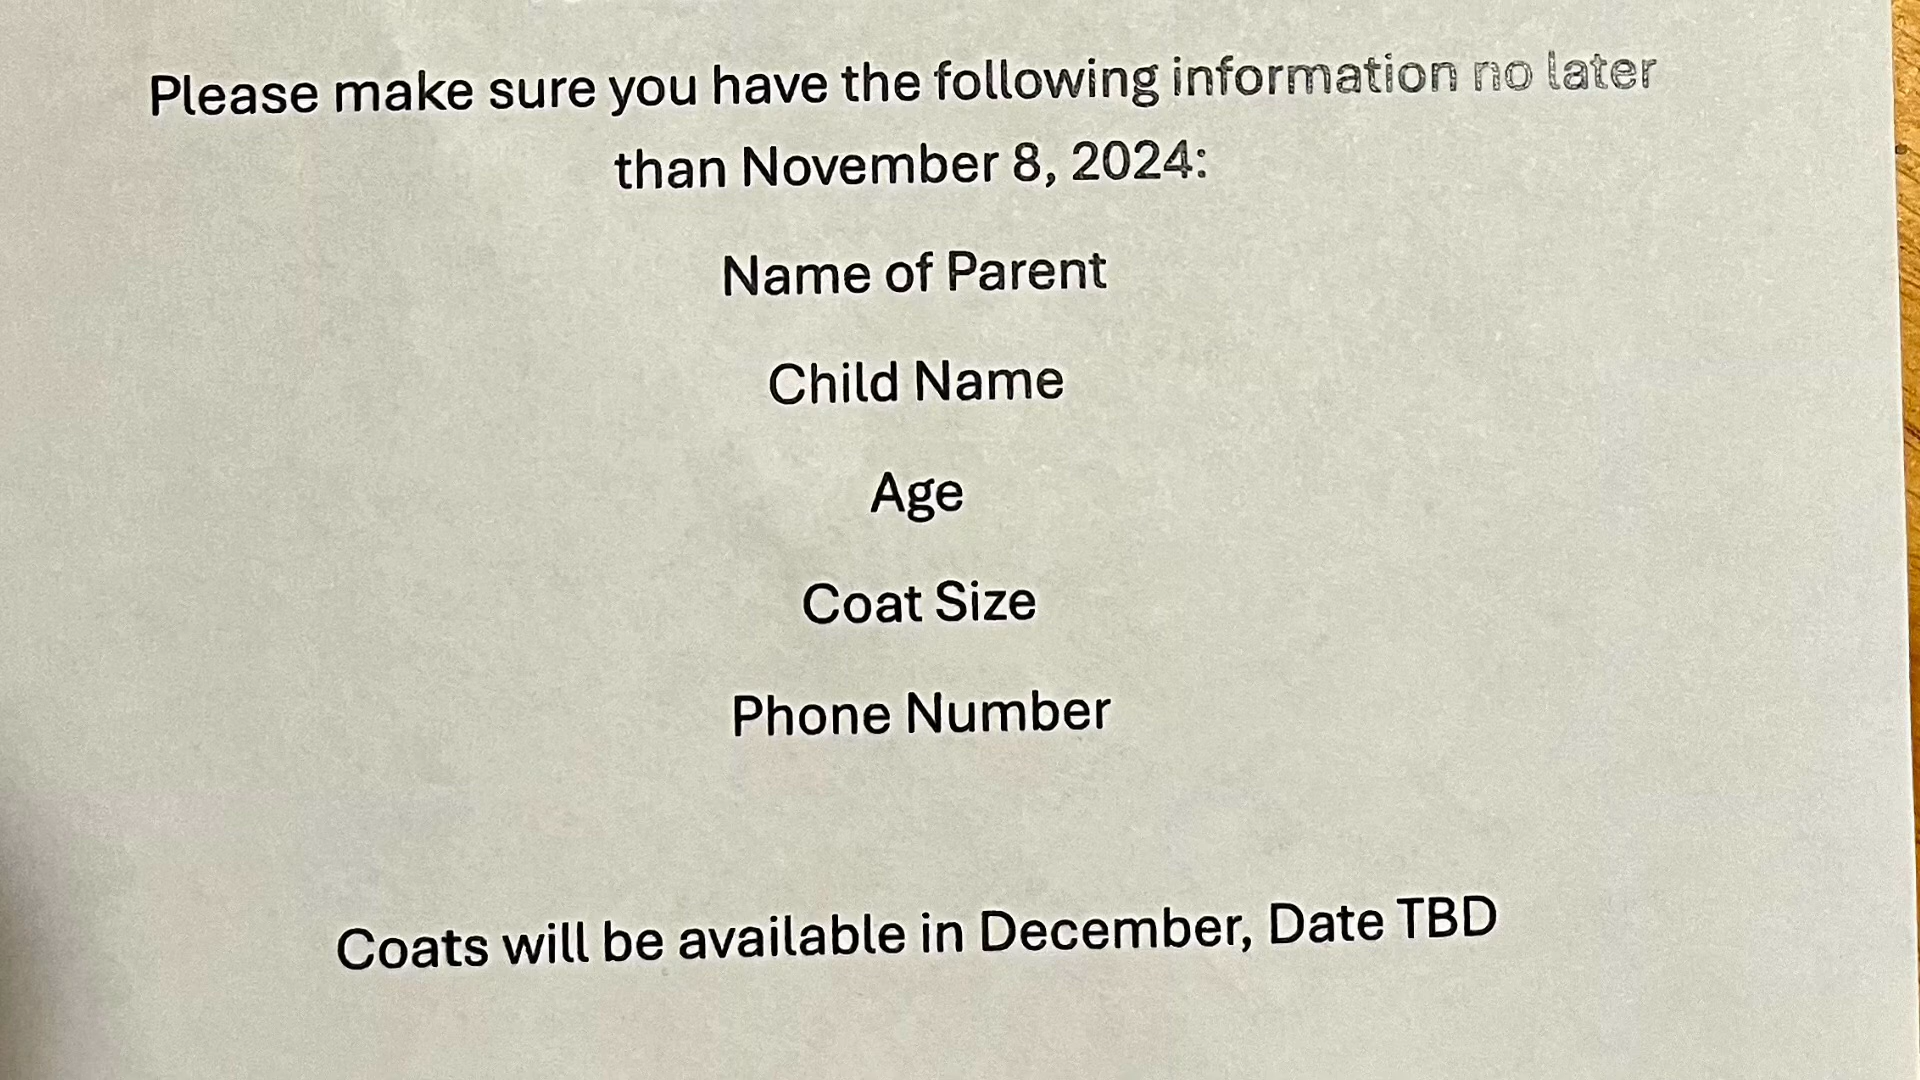 Please make sure you have the following information no later
than November 8, 2024:
Name of Parent
Child Name
Age
Coat Size
Phone Number
Coats will be available in December, Date TBD